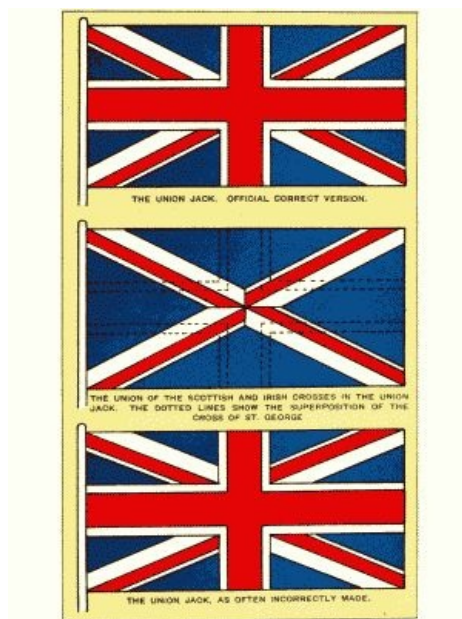 THE UNION JACK. OFFICIAL CORRECT VERSION.
THE UNION OF THE SCOTTISH AND IRISH CROSSES IN THE UNION
JACK. THE DOTTED LINES SHOW THE SUPERPOSITION OF THE
CROSS OF ST. GEORGE
THE UNION JACK, AS OFTEN INCORRECTLY MADE.